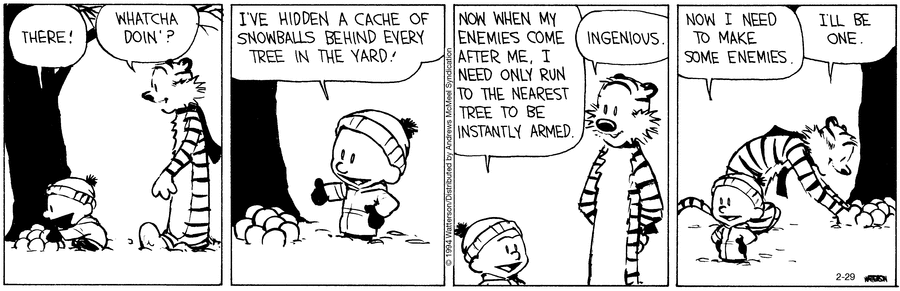 THERE!
WHATCHA
DOIN'?
I'VE HIDDEN A CACHE OF
SNOWBALLS BEHIND EVERY
TREE IN THE YARD!
© 1994 Watterson/Distributed by Andrews McMeel Syndication
NOW WHEN MY
ENEMIES COME
AFTER ME, I
NEED ONLY RUN
TO THE NEAREST
TREE TO BE
INSTANTLY ARMED.
INGENIOUS.
NOW I NEED
TO MAKE
SOME ENEMIES.
I'LL BE
ONE.
2-29
WATTERSON